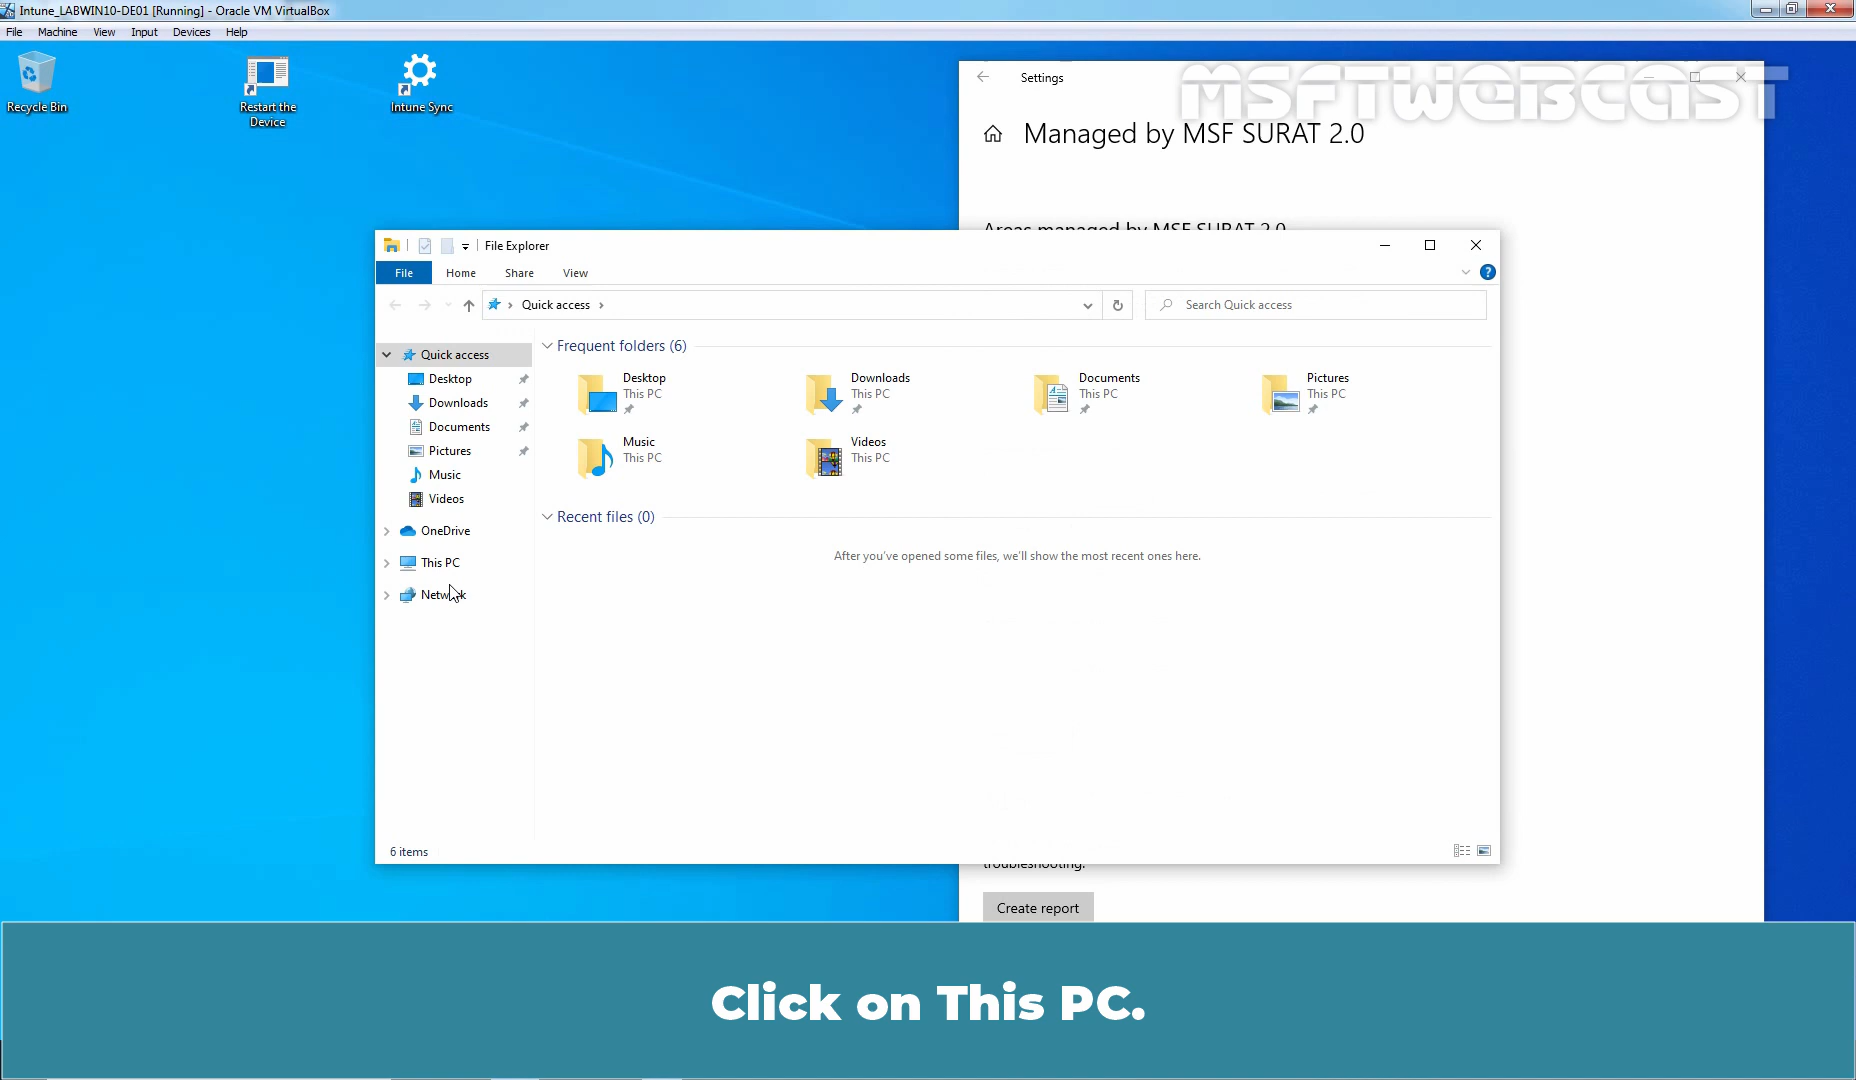 Intune_LABWIN10-DE01 [Running] - Oracle VM VirtualBox
File Machine View Input Devices Help
Recycle Bin
Restart the
Device
Intune Sync
Settings
MSFTWEBCAST
Managed by MSF SURAT 2.0
Areas managed by MSF SURAT 2.0
File Explorer
File Home Share View
Quick access
Search Quick access
Quick access
Desktop
Downloads
Documents
Pictures
Music
Videos
OneDrive
This PC
Network
Frequent folders (6)
Desktop
This PC
Downloads
This PC
Documents
This PC
Pictures
This PC
Music
This PC
Videos
This PC
Recent files (0)
After you've opened some files, we'll show the most recent ones here.
6 items
troubleshooting.
Create report
Click on This PC.